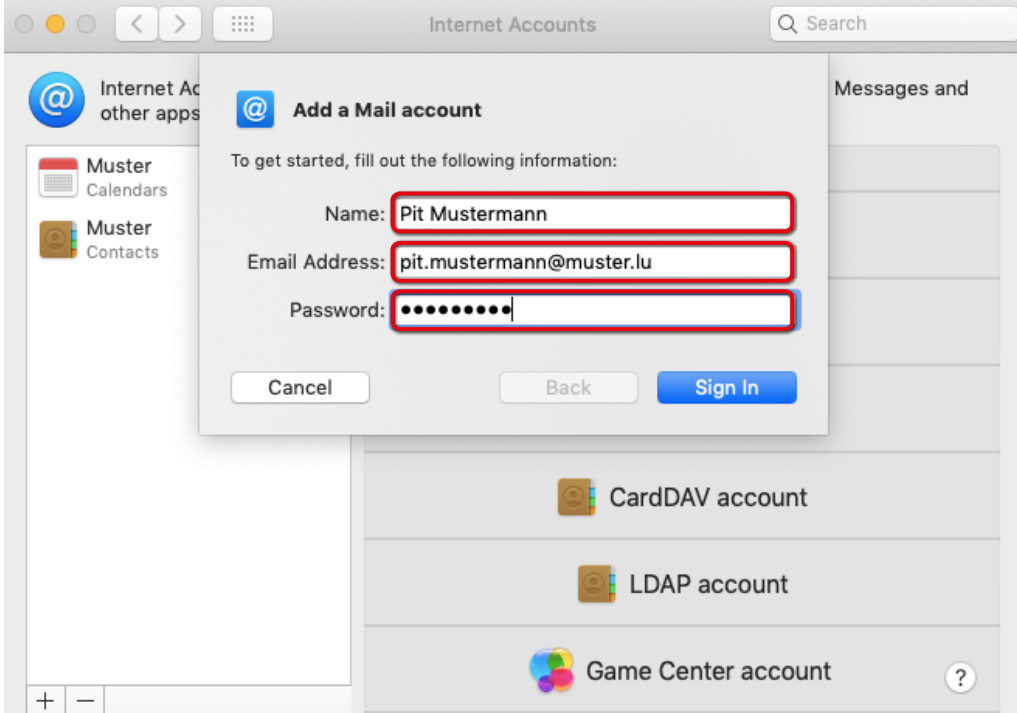 Internet Accounts
Search
Internet Ac
other apps
Messages and
Add a Mail account
To get started, fill out the following information:
Name: Pit Mustermann
Email Address: pit.mustermann@muster.lu
Password: •••••••••
Cancel
Back
Sign In
Muster
Calendars
Muster
Contacts
CardDAV account
LDAP account
Game Center account
?
+ −